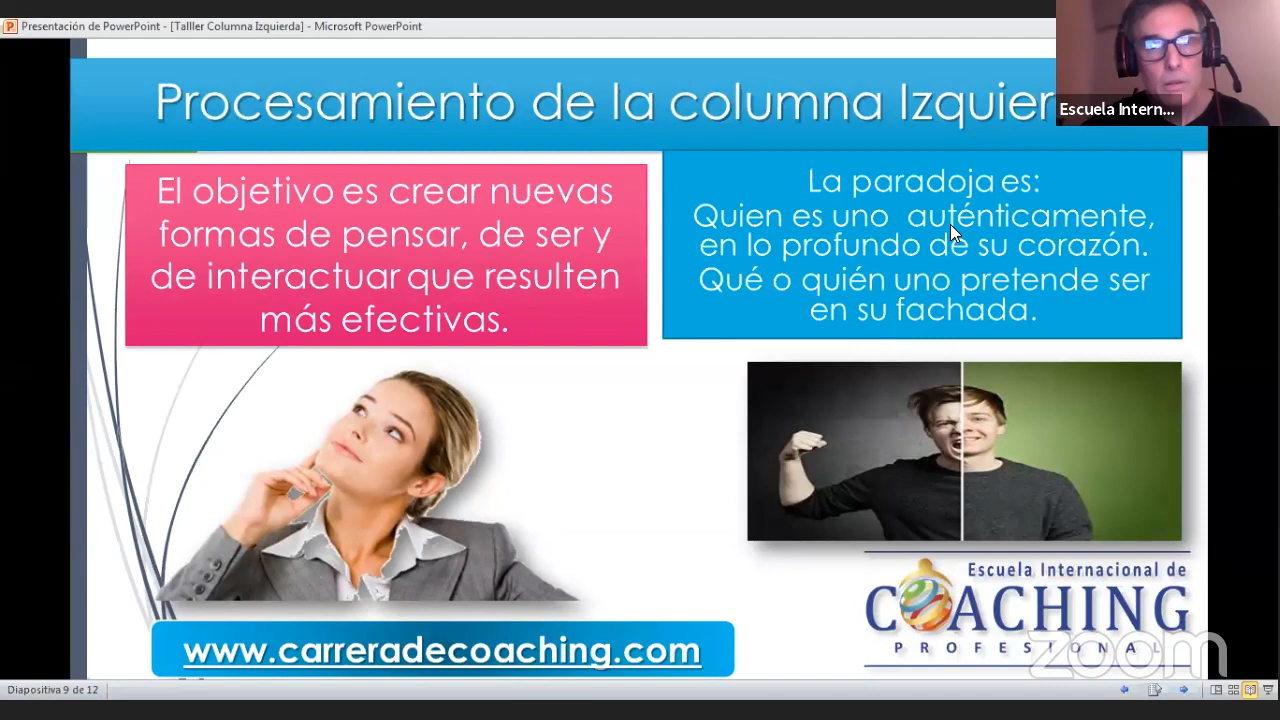 Presentación de PowerPoint - [Talller Columna Izquierda] - Microsoft PowerPoint
Procesamiento de la columna Izquier
Escuela Intern...
El objetivo es crear nuevas
formas de pensar, de ser y
de interactuar que resulten
más efectivas.
La paradoja es:
Quien es uno auténticamente,
en lo profundo de su corazón.
Qué o quién uno pretende ser
en su fachada.
Escuela Internacional de
COACHING
PROFESIONAL
www.carreradecoaching.com
zoom
Diapositiva 9 de 12